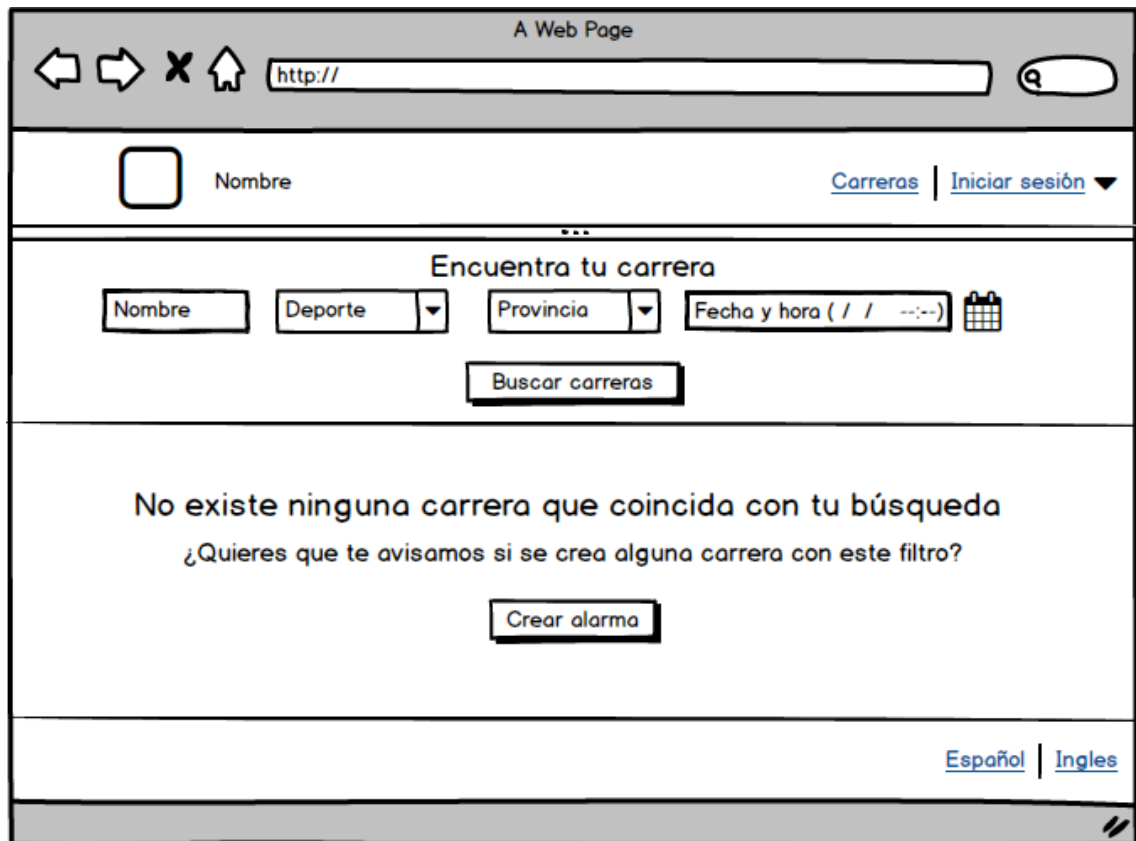 A Web Page
http://
Nombre
Carreras Iniciar sesión
Encuentra tu carrera
Nombre Deporte Provincia Fecha y hora ( / / --:--)
Buscar carreras
No existe ninguna carrera que coincida con tu búsqueda
¿Quieres que te avisamos si se crea alguna carrera con este filtro?
Crear alarma
Español Ingles